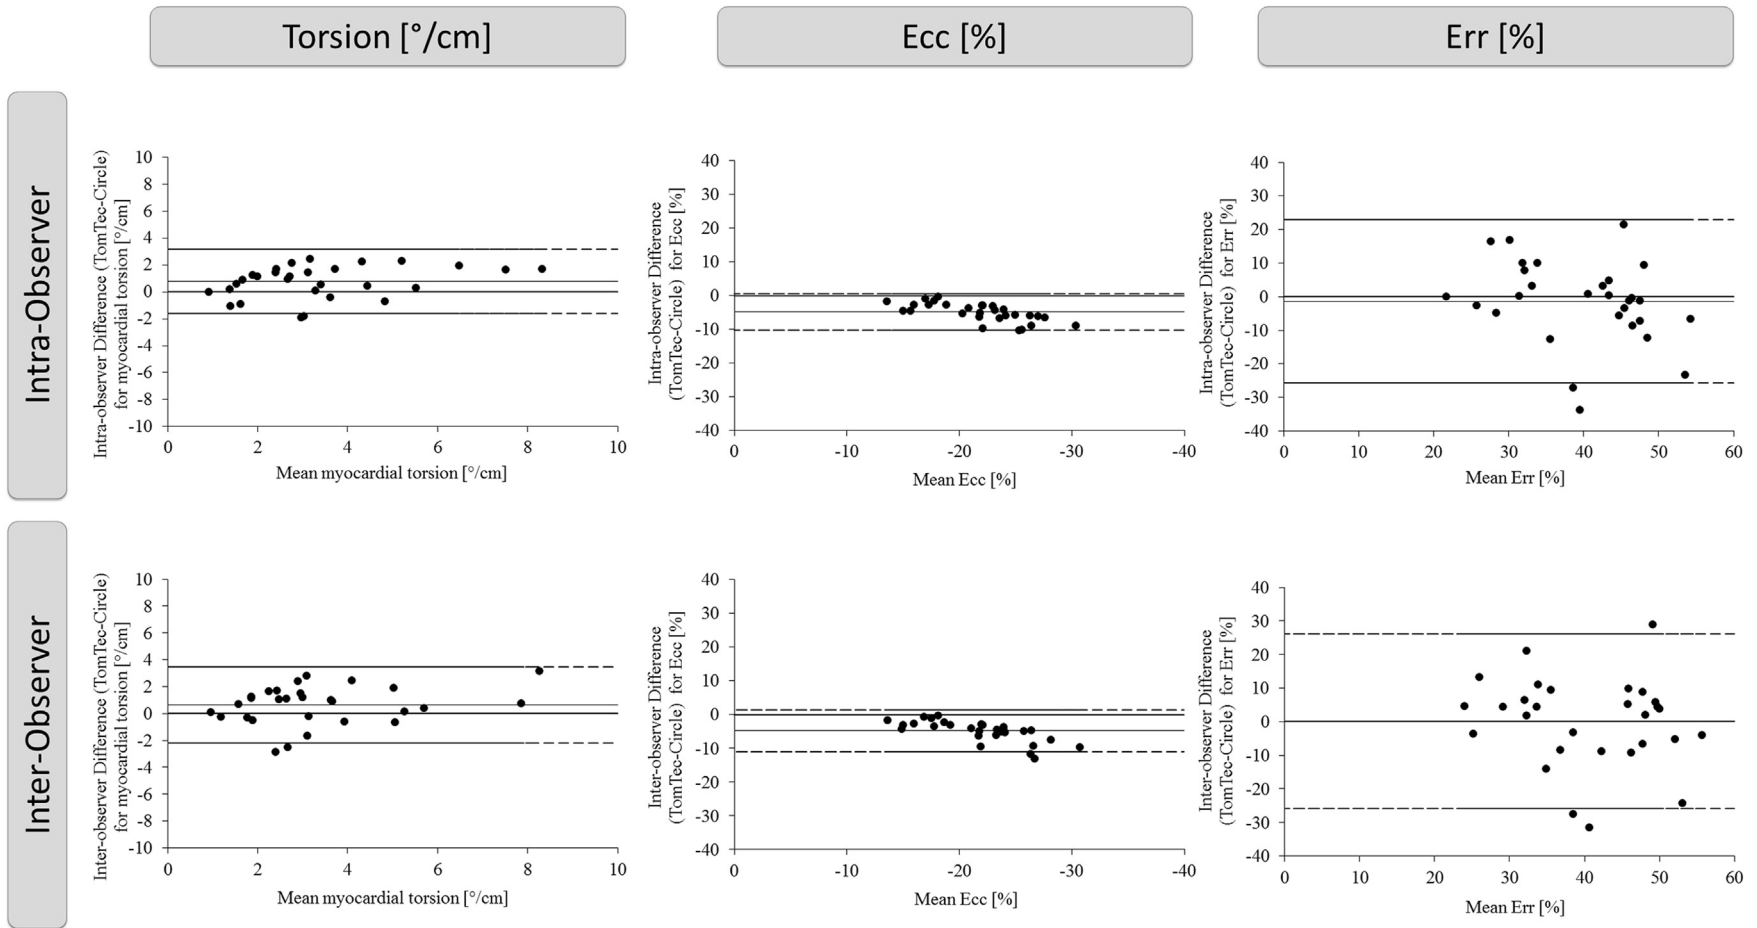 Torsion [°/cm]
Ecc [%]
Err [%]
Intra-Observer
Intra-observer Difference (TomTec-Circle)
for myocardial torsion [°/cm]
10
8
6
4
2
0
-2
-4
-6
-8
-10
0 2 4 6 8 10
Mean myocardial torsion [°/cm]
Intra-observer Difference
(TomTec-Circle) for Ecc [%]
40
30
20
10
0
-10
-20
-30
-40
0 -10 -20 -30 -40
Mean Ecc [%]
Intra-observer Difference
(TomTec-Circle) for Err [%]
40
30
20
10
0
-10
-20
-30
-40
0 10 20 30 40 50 60
Mean Err [%]
Inter-Observer
Inter-observer Difference (TomTec-Circle)
for myocardial torsion [°/cm]
10
8
6
4
2
0
-2
-4
-6
-8
-10
0 2 4 6 8 10
Mean myocardial torsion [°/cm]
Inter-observer Difference
(TomTec-Circle) for Ecc [%]
40
30
20
10
0
-10
-20
-30
-40
0 -10 -20 -30 -40
Mean Ecc [%]
Inter-observer Difference
(TomTec-Circle) for Err [%]
40
30
20
10
0
-10
-20
-30
-40
0 10 20 30 40 50 60
Mean Err [%]